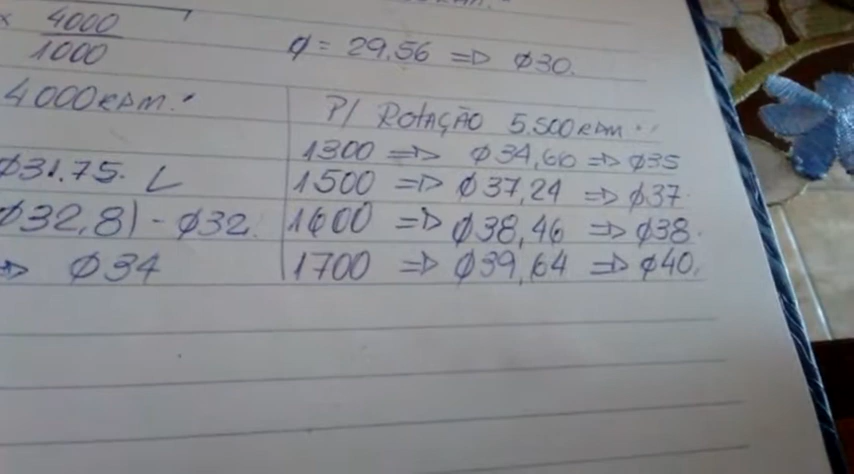 x 4000
1000
φ = 29,56 => Ø30.
4000RPM.
Ø31,75.
Ø32,81 - Ø32.
=> Ø34
P/ ROTAÇÃO 5.500RPM..
1300 => Ø34,60 => Ø35
1500 => Ø37,24 => Ø37.
1600 => Ø38,46 => Ø38.
1700 => Ø39,64 => Ø40.